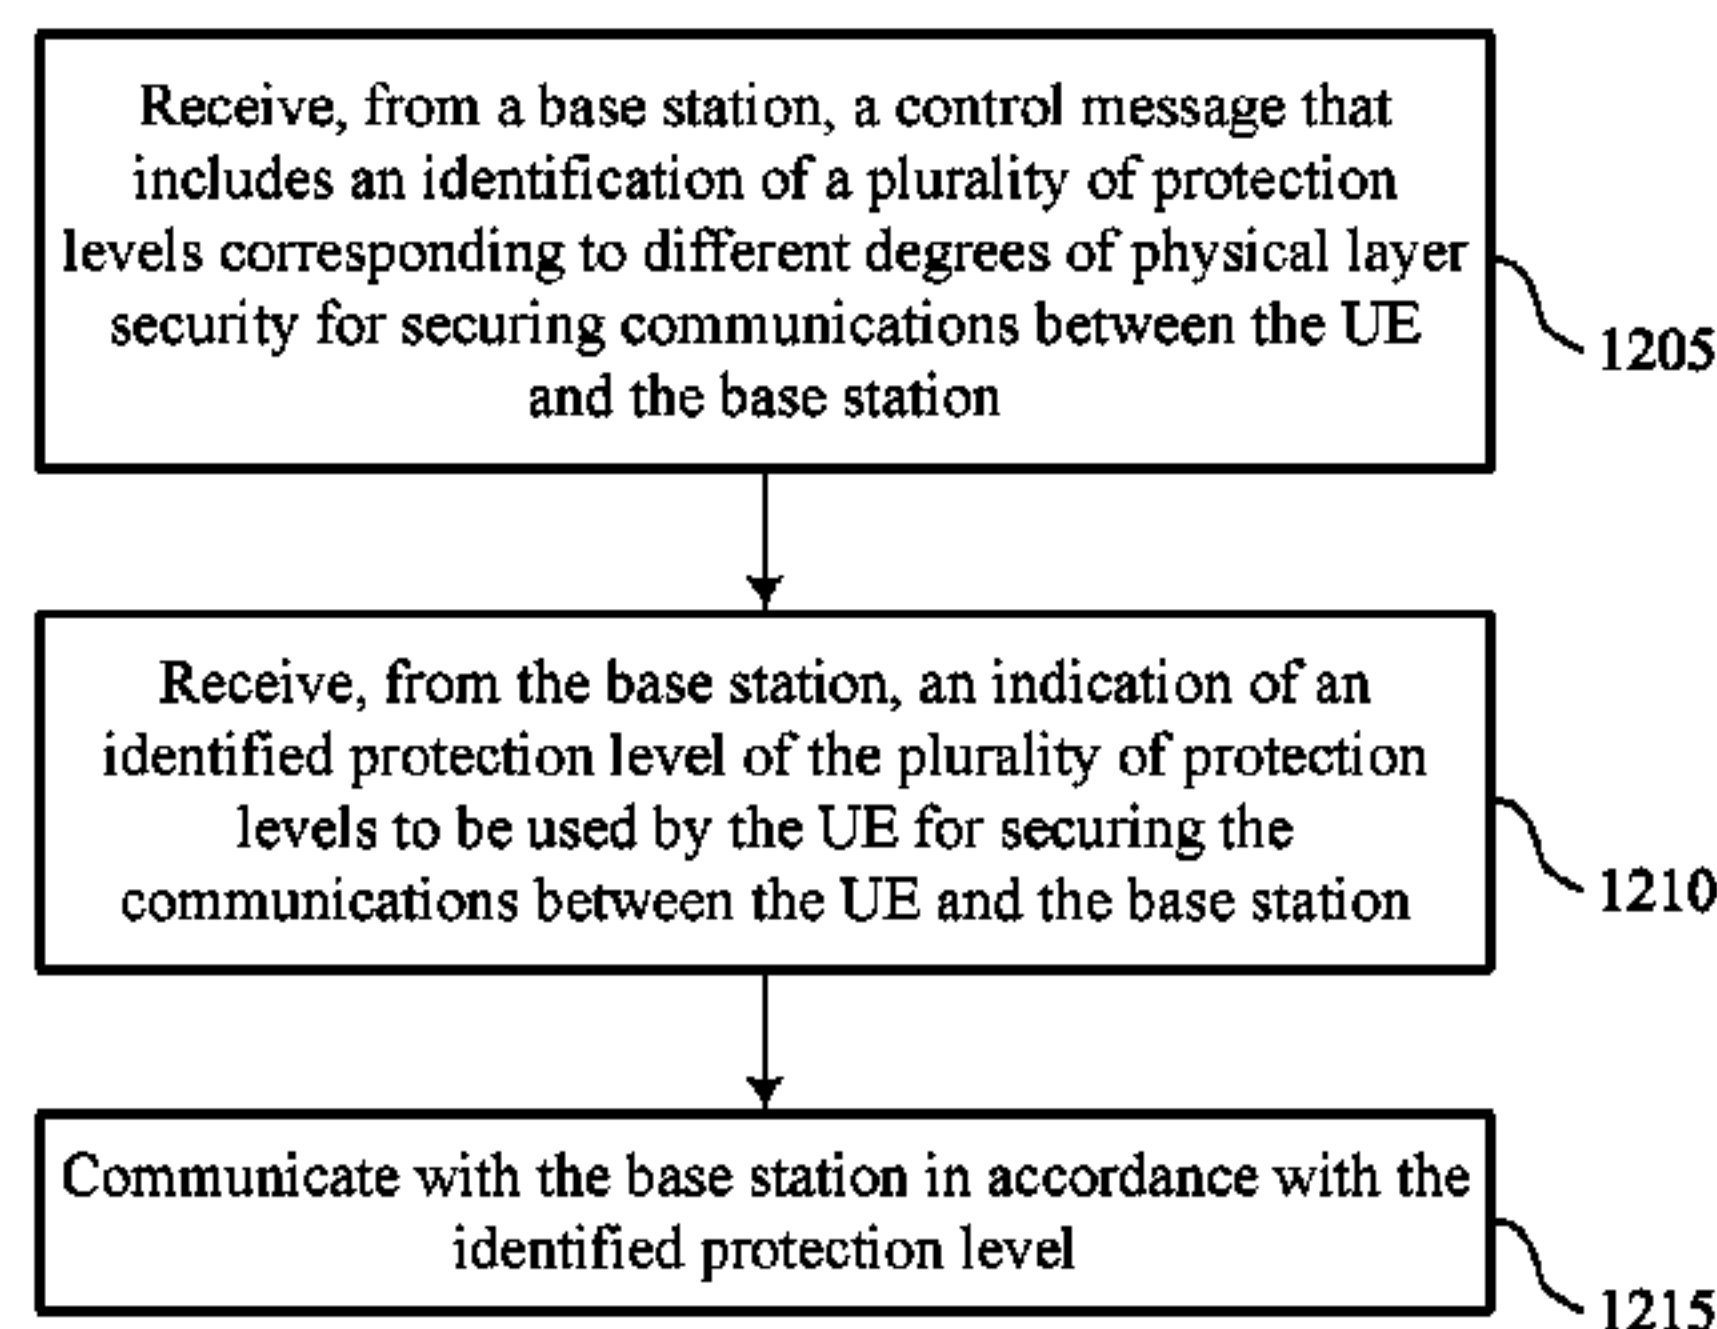 Receive, from a base station, a control message that
includes an identification of a plurality of protection
levels corresponding to different degrees of physical layer
security for securing communications between the UE
and the base station
1205
Receive, from the base station, an indication of an
identified protection level of the plurality of protection
levels to be used by the UE for securing the
communications between the UE and the base station
1210
Communicate with the base station in accordance with the
identified protection level
1215